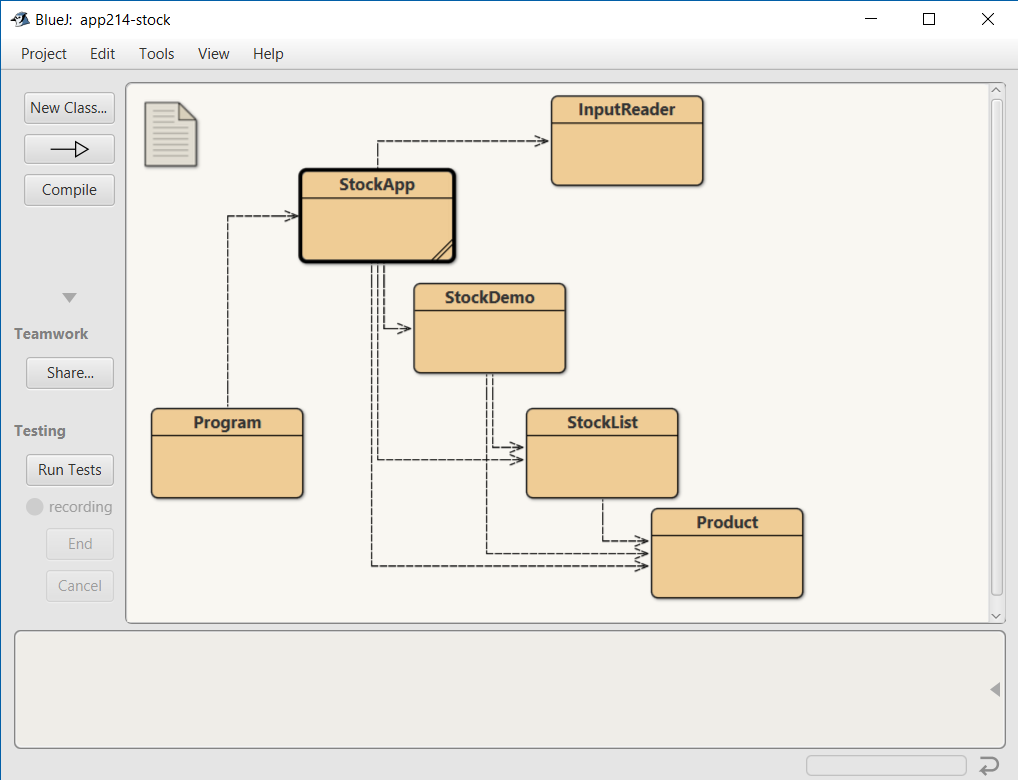 BlueJ: app214-stock
Project Edit Tools View Help
New Class...
Compile
Teamwork
Share...
Testing
Run Tests
recording
End
Cancel
InputReader
StockApp
StockDemo
Program
StockList
Product